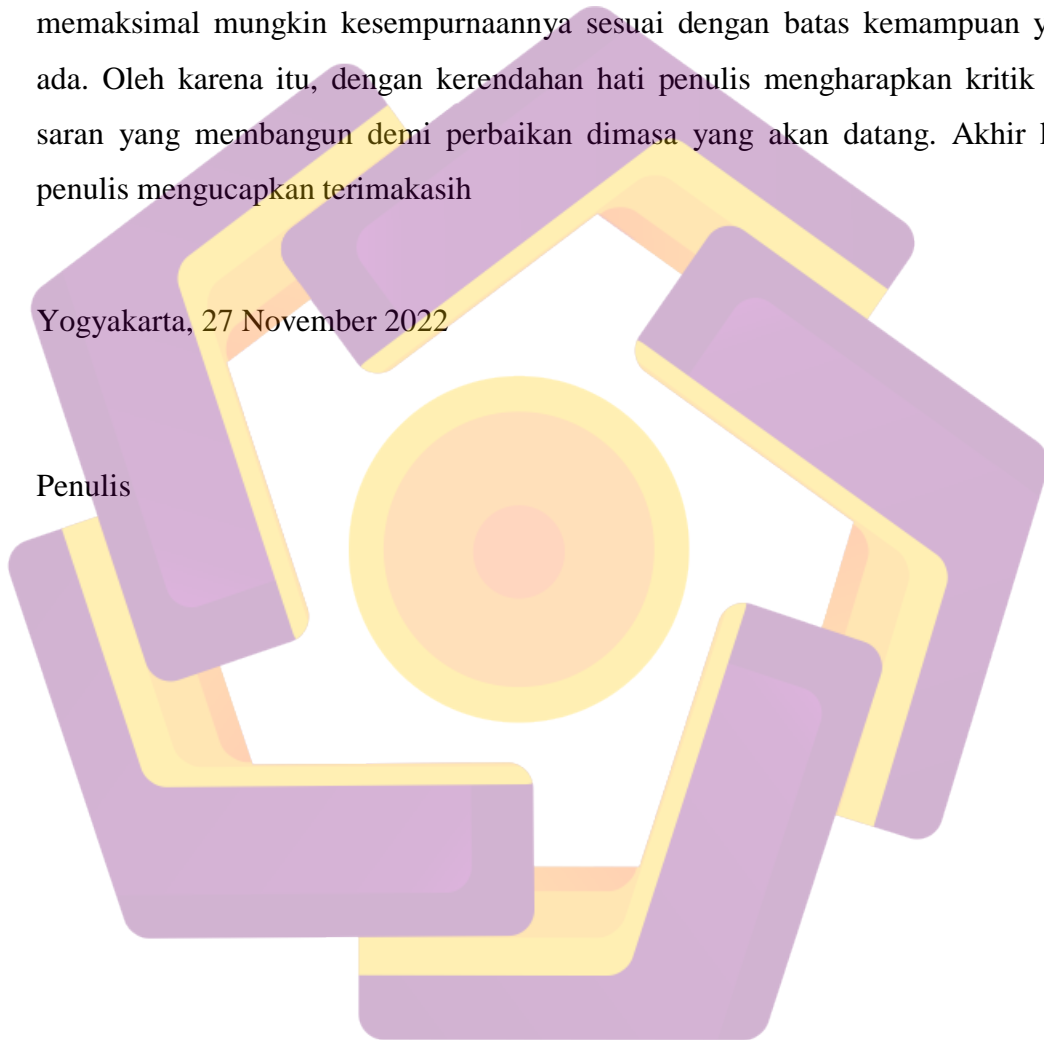 memaksimal mungkin kesempurnaannya sesuai dengan batas kemampuan
ada. Oleh karena itu, dengan kerendahan hati penulis mengharapkan kritik
saran yang membangun demi perbaikan dimasa yang akan datang. Akhir
penulis mengucapkan terimakasih
Yogyakarta, 27 November 2022
Penulis